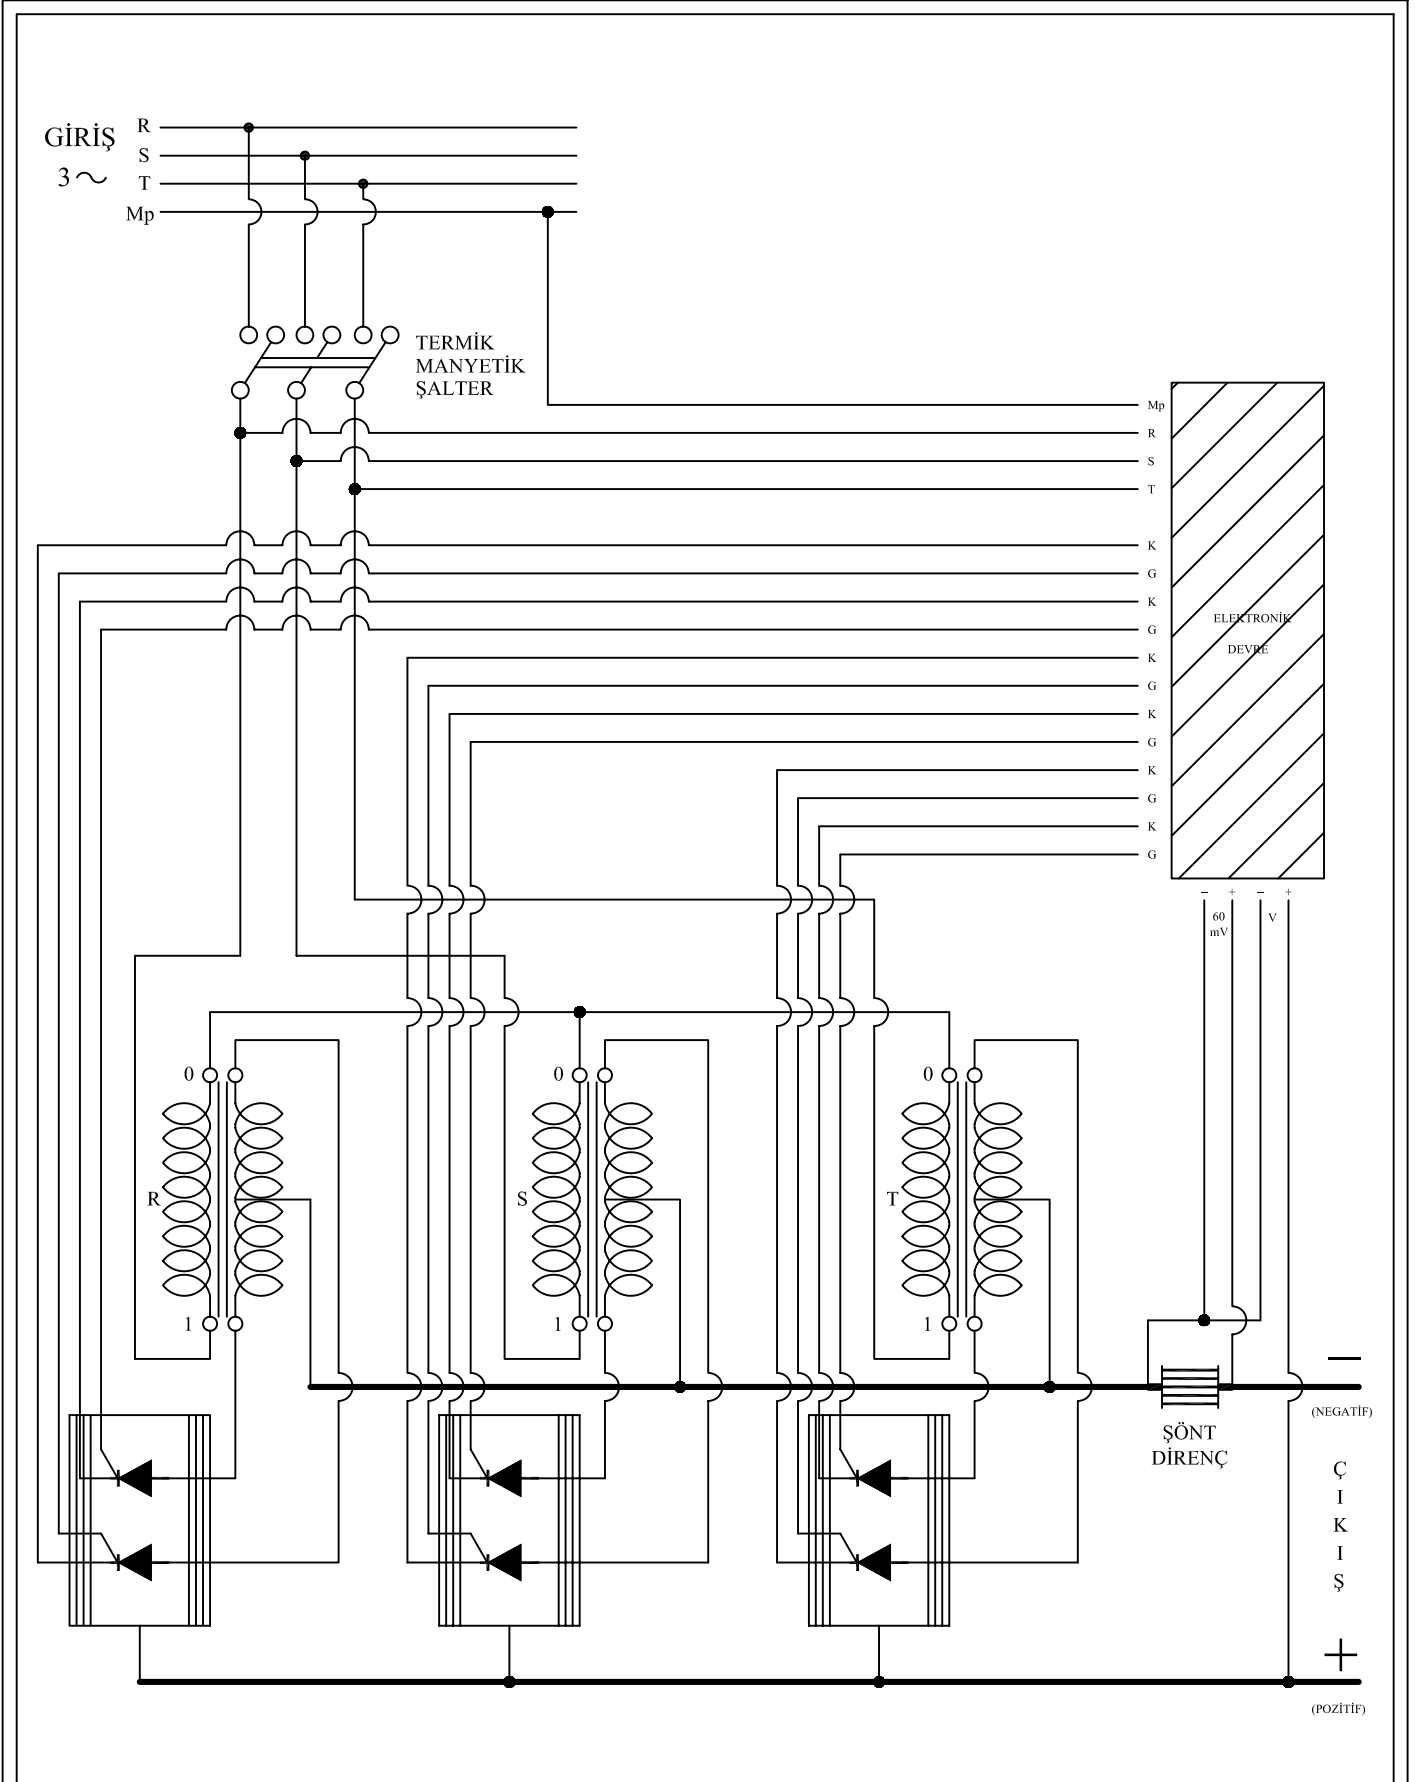 GİRİŞ
3
R
S
T
Mp
TERMİK
MANYETİK
ŞALTER
Mp
R
S
T
K
G
K
G
K
G
K
G
K
G
K
G
ELEKTRONİK
DEVRE
− + − +
60
mV
V
0
R
1
0
S
1
0
T
1
ŞÖNT
DİRENÇ
−
(NEGATİF)
Ç
I
K
I
Ş
+
(POZİTİF)